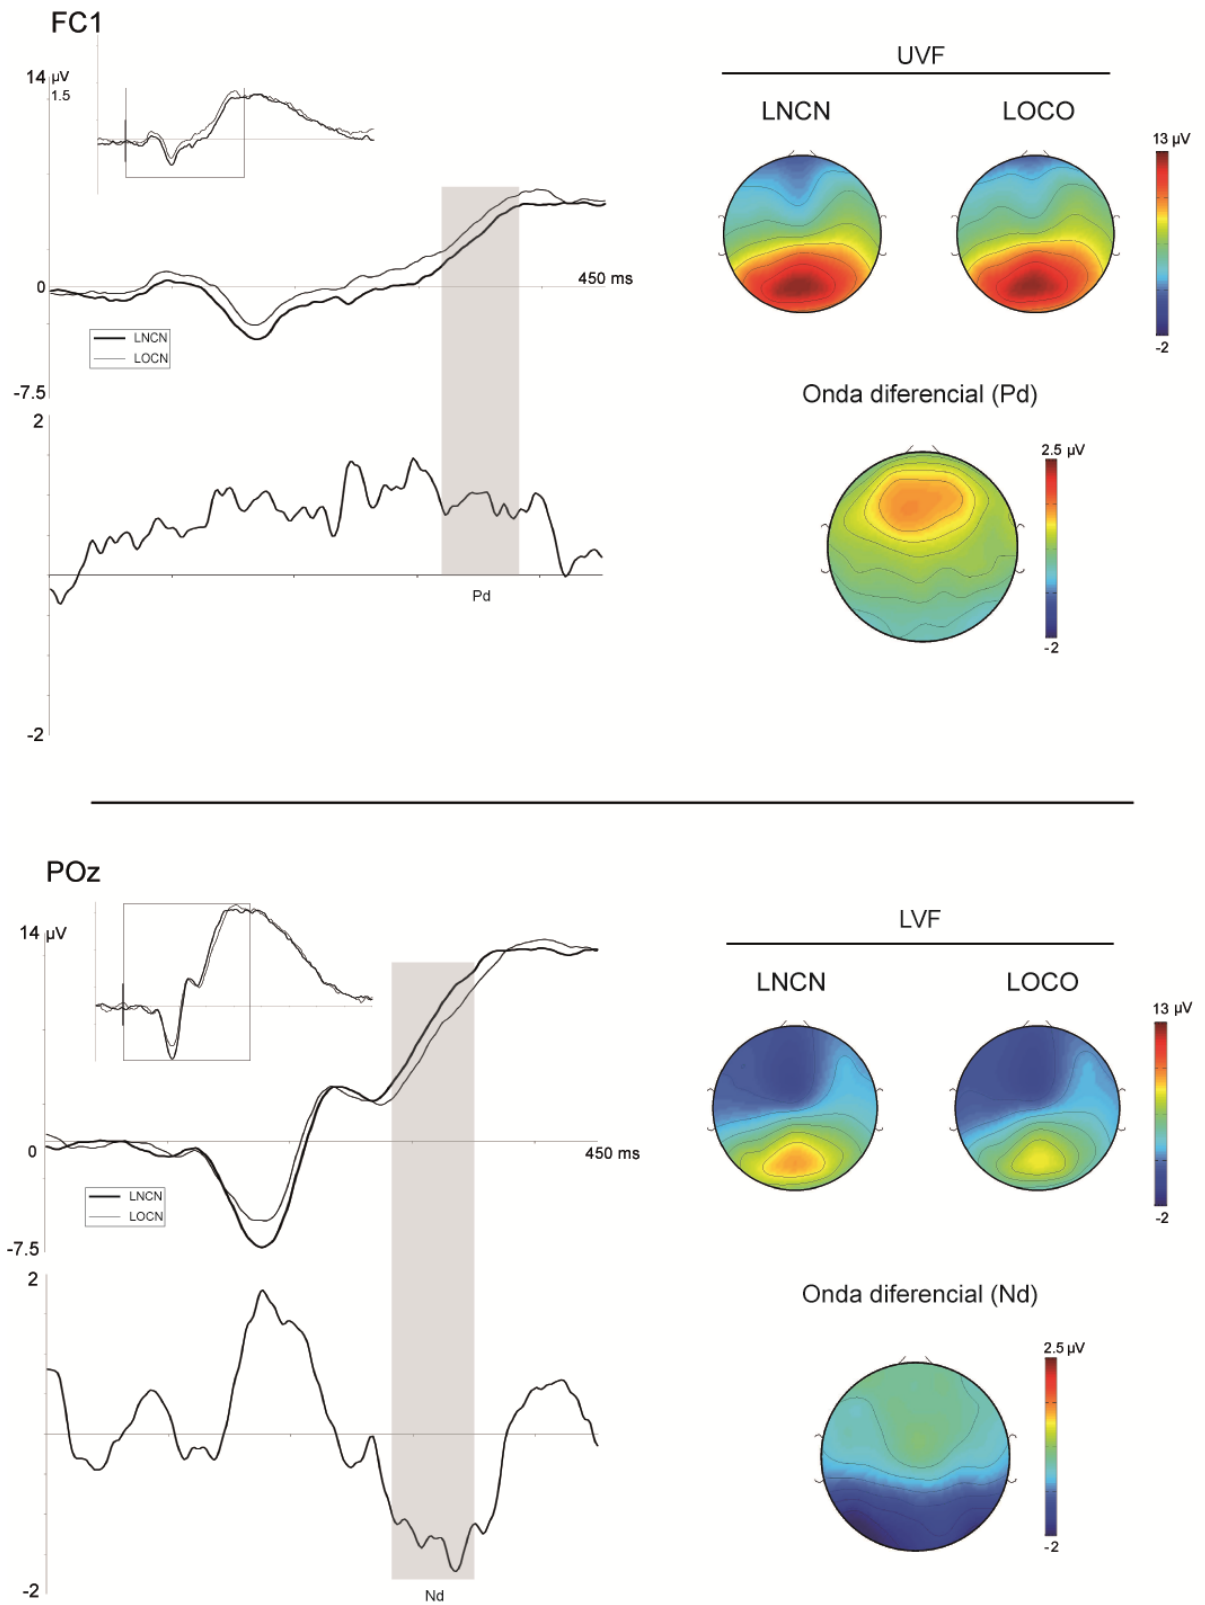 FC1
14 µV
1.5
0
450 ms
LNCN
LOCN
-7.5
2
Pd
-2
UVF
LNCN LOCO
13 µV
-2
Onda diferencial (Pd)
2.5 µV
-2
POz
14 µV
0
450 ms
LNCN
LOCN
-7.5
2
-2
Nd
LVF
LNCN LOCO
13 µV
-2
Onda diferencial (Nd)
2.5 µV
-2